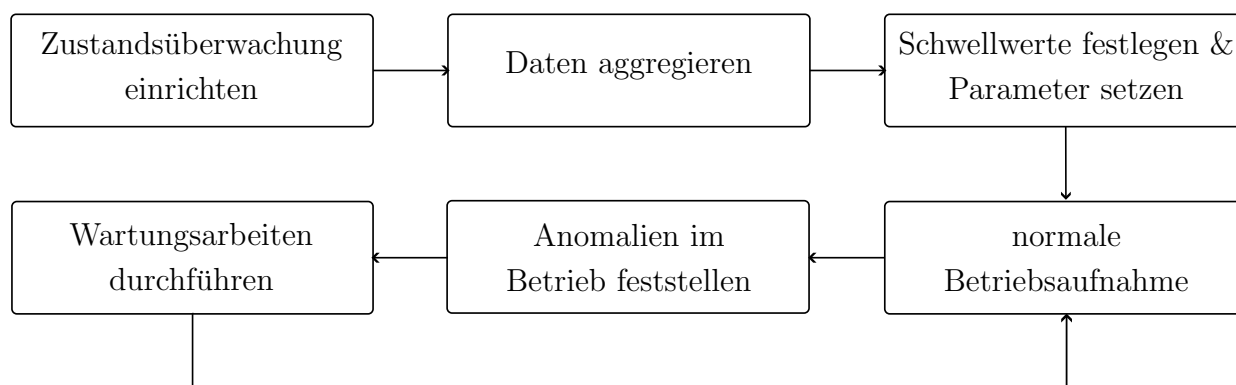 Zustandsüberwachung
einrichten
Daten aggregieren
Schwellwerte festlegen &
Parameter setzen
normale
Betriebsaufnahme
Anomalien im
Betrieb feststellen
Wartungsarbeiten
durchführen